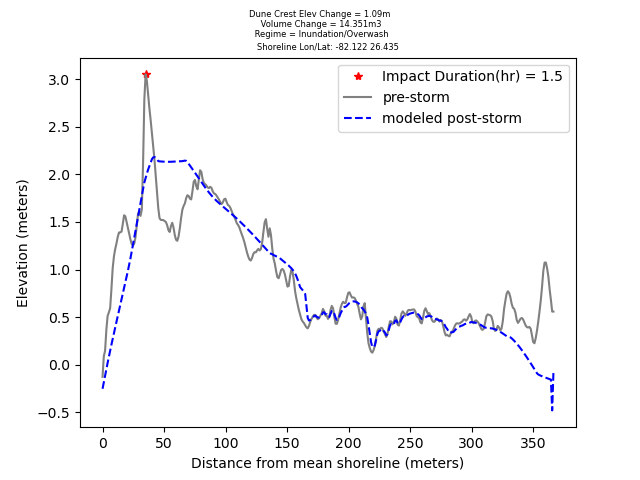 Dune Crest Elev Change = 1.09m
Volume Change = 14.351m3
Regime = Inundation/Overwash
Shoreline Lon/Lat: -82.122 26.435
Impact Duration(hr) = 1.5
pre-storm
modeled post-storm
Elevation (meters)
3.0
2.5
2.0
1.5
1.0
0.5
0.0
−0.5
0 50 100 150 200 250 300 350
Distance from mean shoreline (meters)